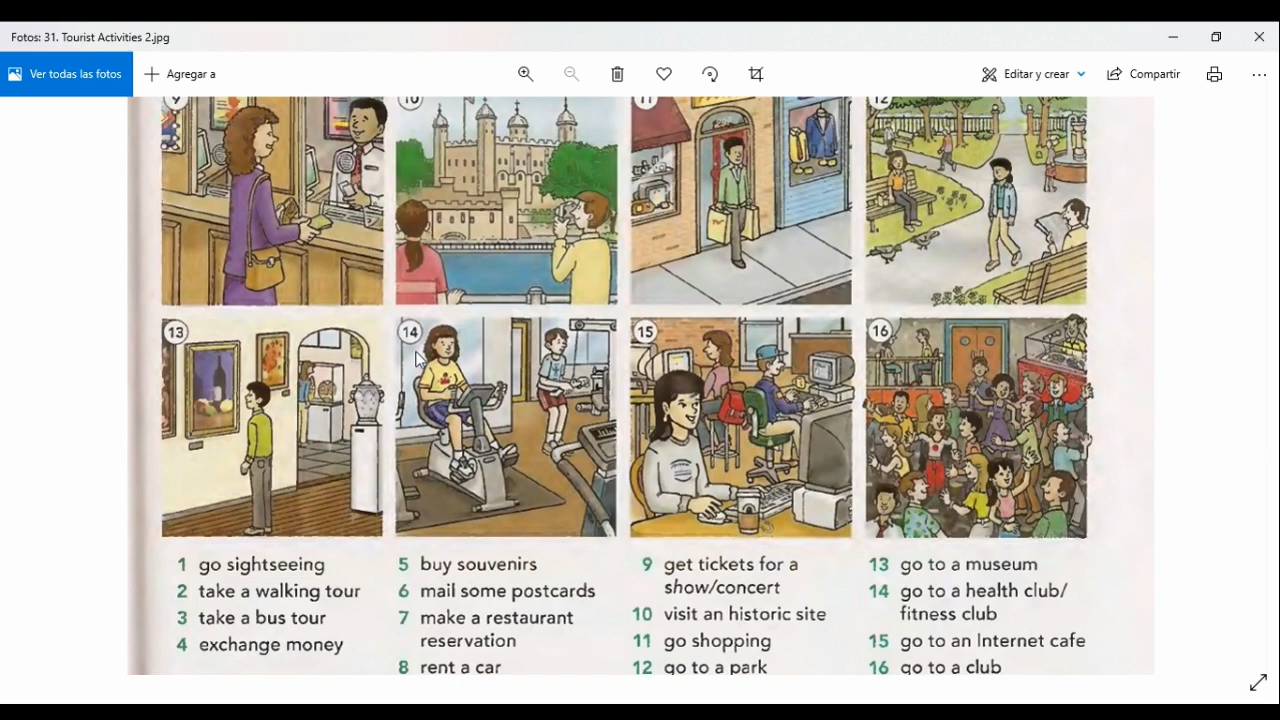 Fotos: 31. Tourist Activities 2.jpg
Ver todas las fotos
Agregar a
Editar y crear
Compartir
9
10
11
12
13
14
15
16
1 go sightseeing
2 take a walking tour
3 take a bus tour
4 exchange money
5 buy souvenirs
6 mail some postcards
7 make a restaurant
reservation
8 rent a car
9 get tickets for a
show/concert
10 visit an historic site
11 go shopping
12 go to a park
13 go to a museum
14 go to a health club/
fitness club
15 go to an Internet cafe
16 go to a club